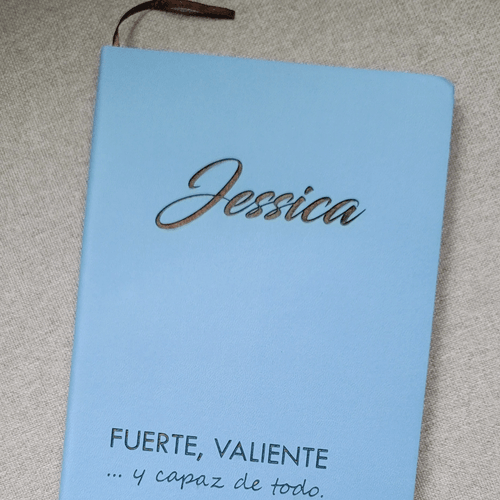 Jessica
FUERTE, VALIENTE
... y capaz de todo.